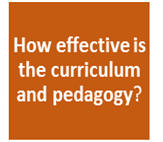 How effective is
the curriculum
and pedagogy?